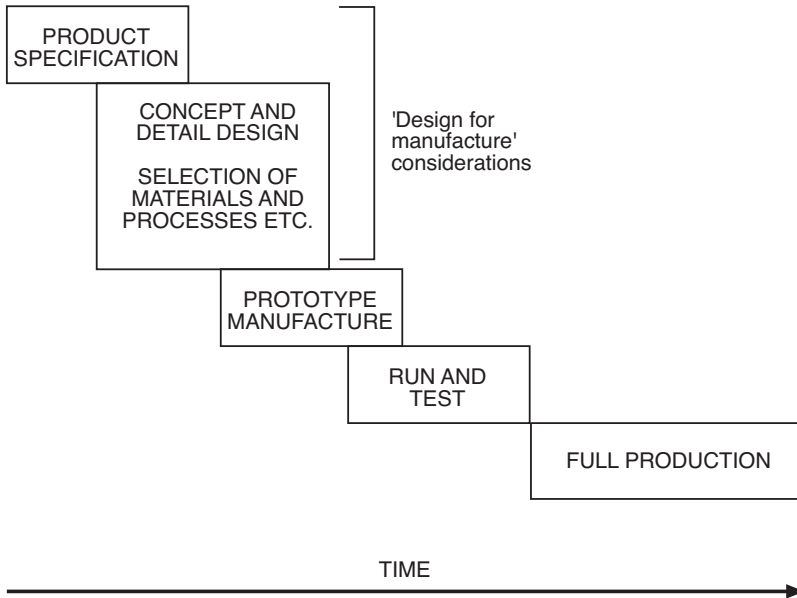 PRODUCT
SPECIFICATION
CONCEPT AND
DETAIL DESIGN
SELECTION OF
MATERIALS AND
PROCESSES ETC.
'Design for
manufacture'
considerations
PROTOTYPE
MANUFACTURE
RUN AND
TEST
FULL PRODUCTION
TIME